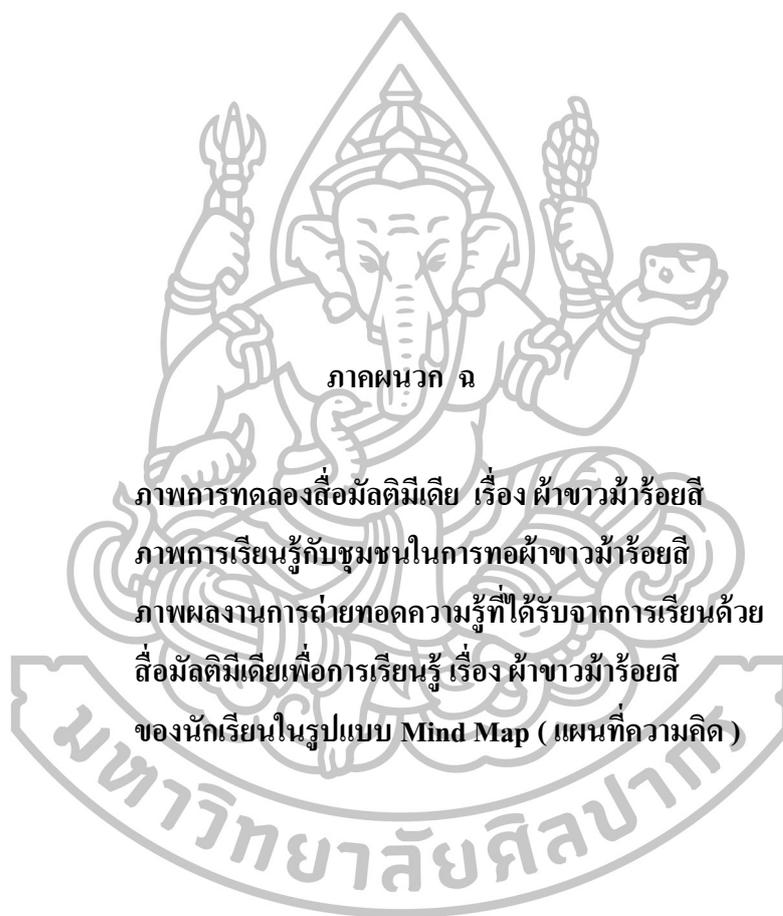 ภาคผนวก ฉ
ภาพการทดลองสื่อมัลติมีเดีย เรื่อง ผ้าขาวม้าร้อยสี
ภาพการเรียนรู้กับชุมชนในการทอผ้าขาวม้าร้อยสี
ภาพผลงานการถ่ายทอดความรู้ที่ได้รับจากการเรียนด้วย
สื่อมัลติมีเดียเพื่อการเรียนรู้ เรื่อง ผ้าขาวม้าร้อยสี
ของนักเรียนในรูปแบบ Mind Map ( แผนที่ความคิด )
มหาวิทยาลัยศิลปากร